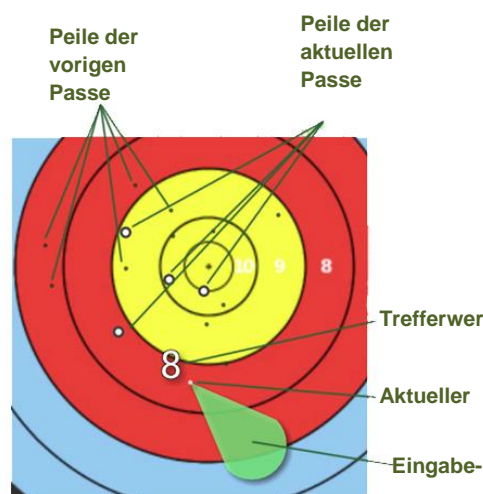 Peile der
vorigen
Passe
Peile der
aktuellen
Passe
10 9 8
Trefferwer
8
Aktueller
Eingabe-